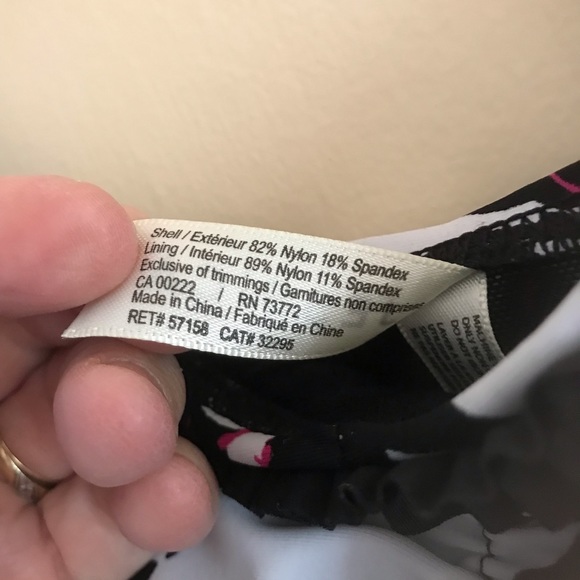 Shell / Extérieur 82% Nylon 18% Spandex
Lining / Intérieur 89% Nylon 11% Spandex
Exclusive of trimmings / Garnitures non comprises
CA 00222 / RN 73772
Made in China / Fabriqué en Chine
RET# 57158 CAT# 32295